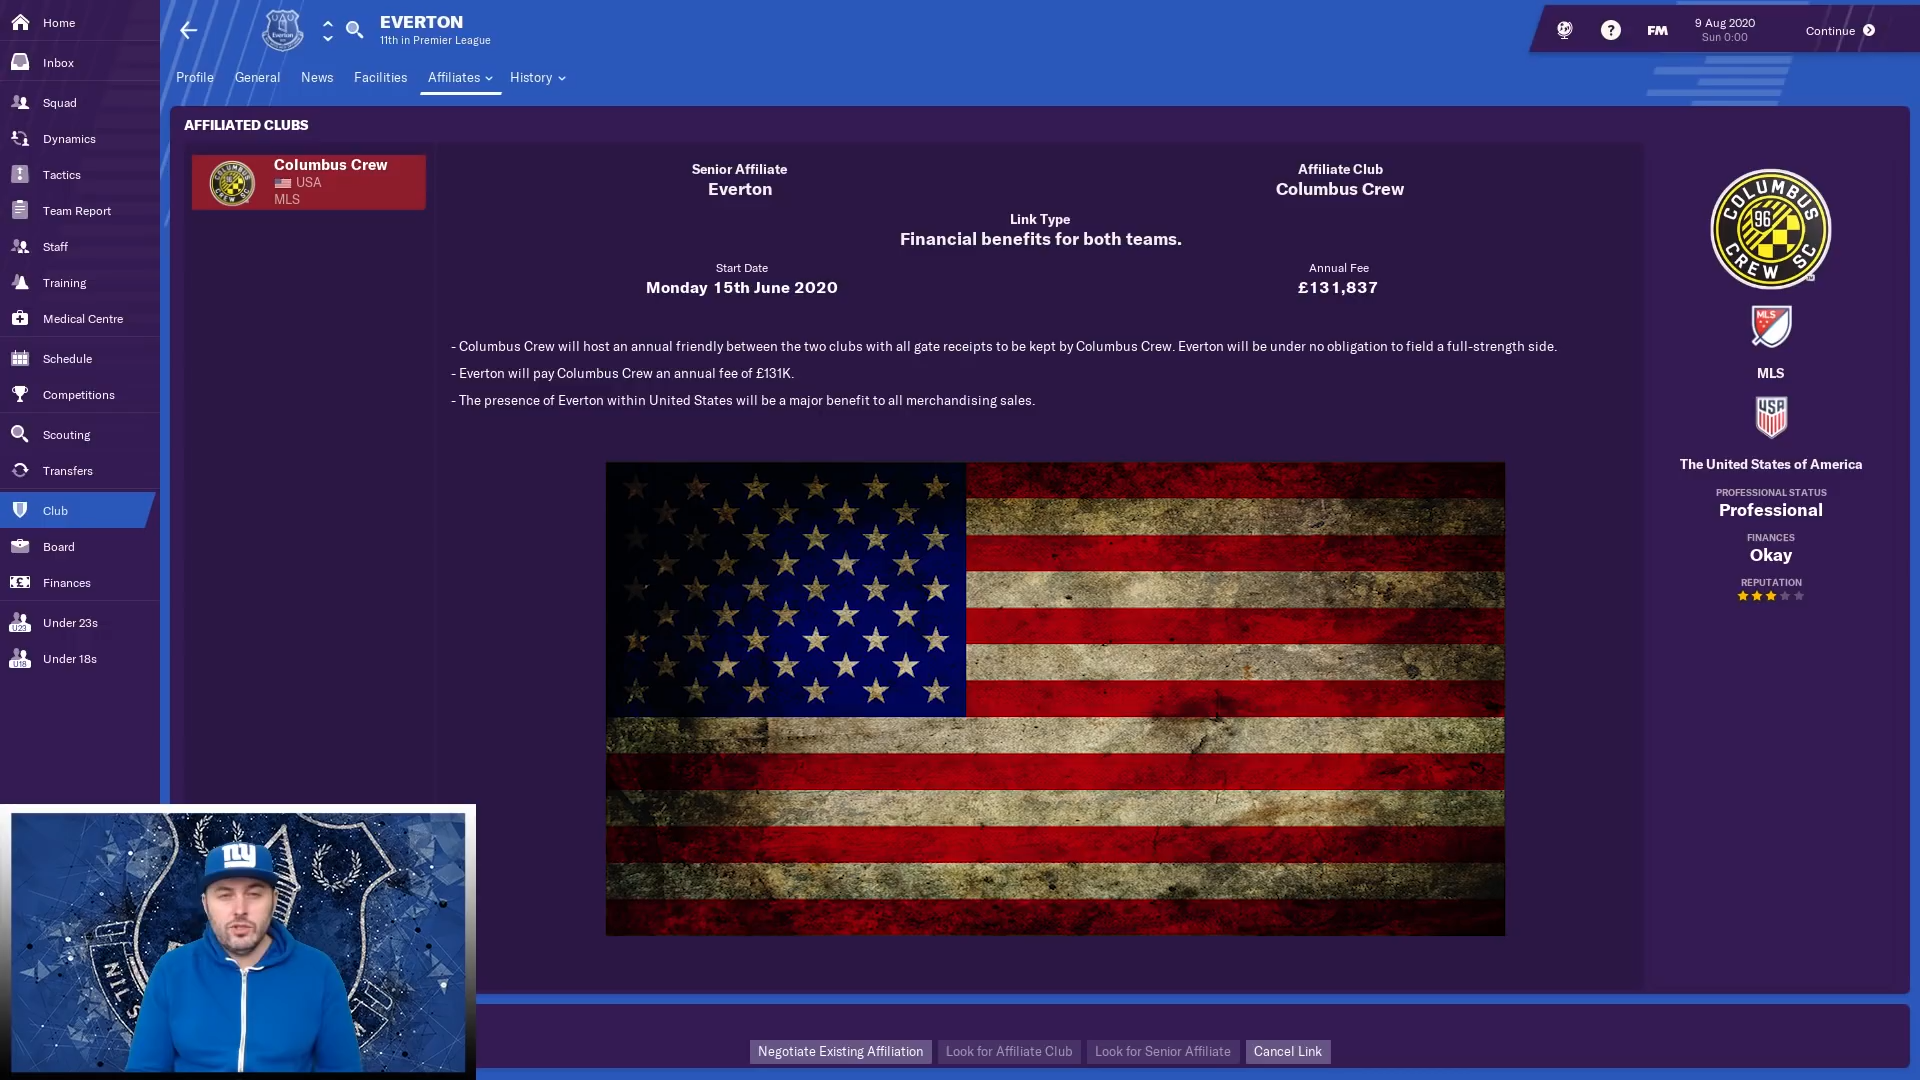 Home
Inbox
Squad
Dynamics
Tactics
Team Report
Staff
Training
Medical Centre
Schedule
Competitions
Scouting
Transfers
Club
Board
Finances
U23
Under 23s
U18
Under 18s
EVERTON
11th in Premier League
?
FM
9 Aug 2020
Sun 0:00
Continue
Profile
General
News
Facilities
Affiliates
History
AFFILIATED CLUBS
Columbus Crew
USA
MLS
Senior Affiliate
Everton
Affiliate Club
Columbus Crew
Link Type
Financial benefits for both teams.
Start Date
Monday 15th June 2020
Annual Fee
£131,837
- Columbus Crew will host an annual friendly between the two clubs with all gate receipts to be kept by Columbus Crew. Everton will be under no obligation to field a full-strength side.
- Everton will pay Columbus Crew an annual fee of £131K.
- The presence of Everton within United States will be a major benefit to all merchandising sales.
COLUMBUS
96
CREW SC
MLS
MLS
USA
The United States of America
PROFESSIONAL STATUS
Professional
FINANCES
Okay
REPUTATION
ny
NIL
Negotiate Existing Affiliation
Look for Affiliate Club
Look for Senior Affiliate
Cancel Link